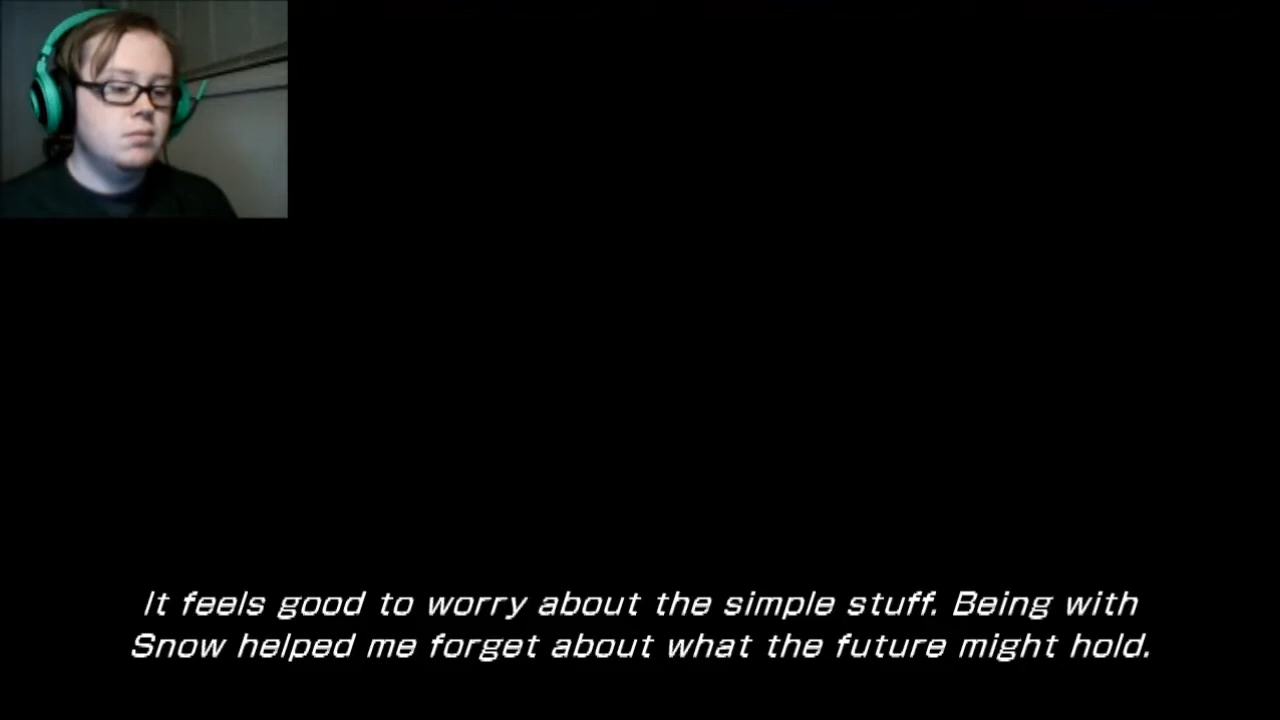 It feels good to worry about the simple stuff. Being with
Snow helped me forget about what the future might hold.